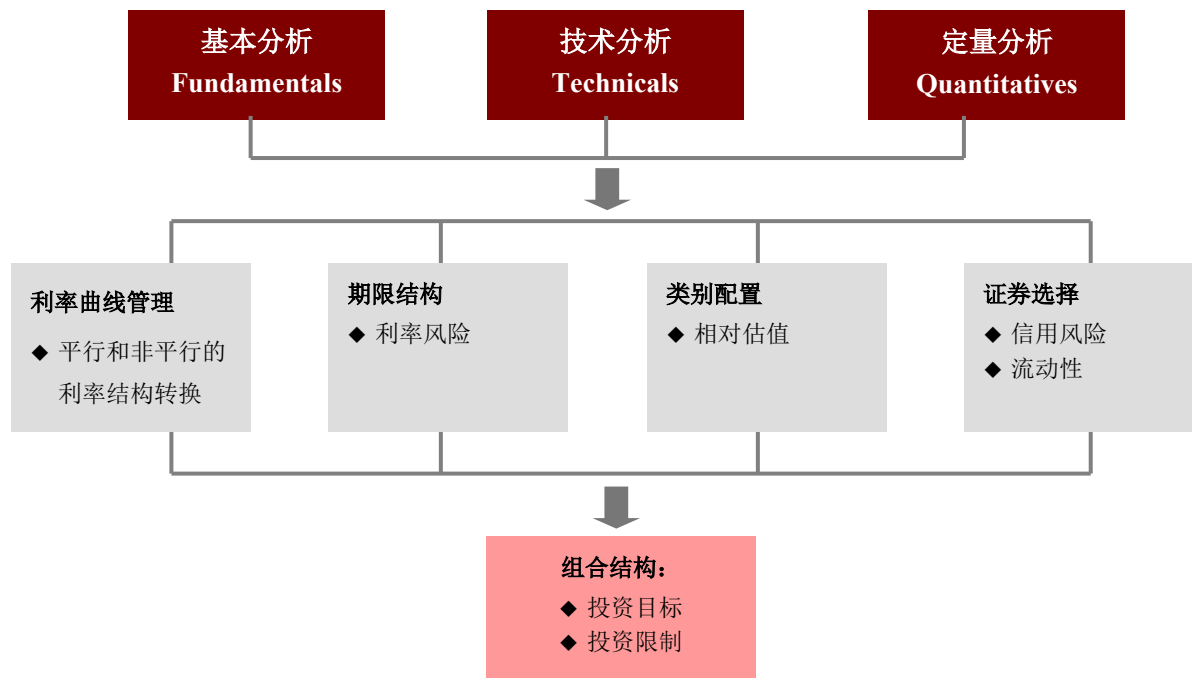 基本分析
Fundamentals
技术分析
Technicals
定量分析
Quantitatives
利率曲线管理
◆ 平行和非平行的
利率结构转换
期限结构
◆ 利率风险
类别配置
◆ 相对估值
证券选择
◆ 信用风险
◆ 流动性
组合结构：
◆ 投资目标
◆ 投资限制